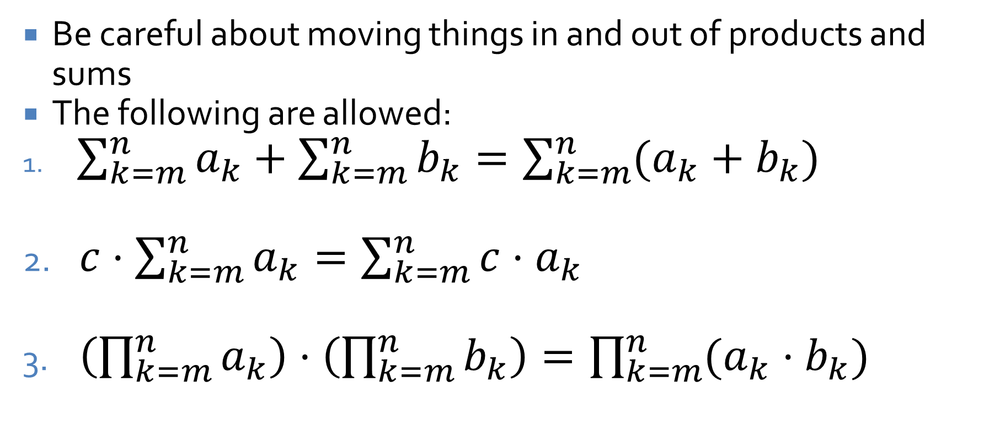 ▪ Be careful about moving things in and out of products and
sums
▪ The following are allowed:
1. $\sum_{k=m}^{n} a_k + \sum_{k=m}^{n} b_k = \sum_{k=m}^{n} (a_k + b_k)$
2. $c \cdot \sum_{k=m}^{n} a_k = \sum_{k=m}^{n} c \cdot a_k$
3. $(\prod_{k=m}^{n} a_k) \cdot (\prod_{k=m}^{n} b_k) = \prod_{k=m}^{n} (a_k \cdot b_k)$